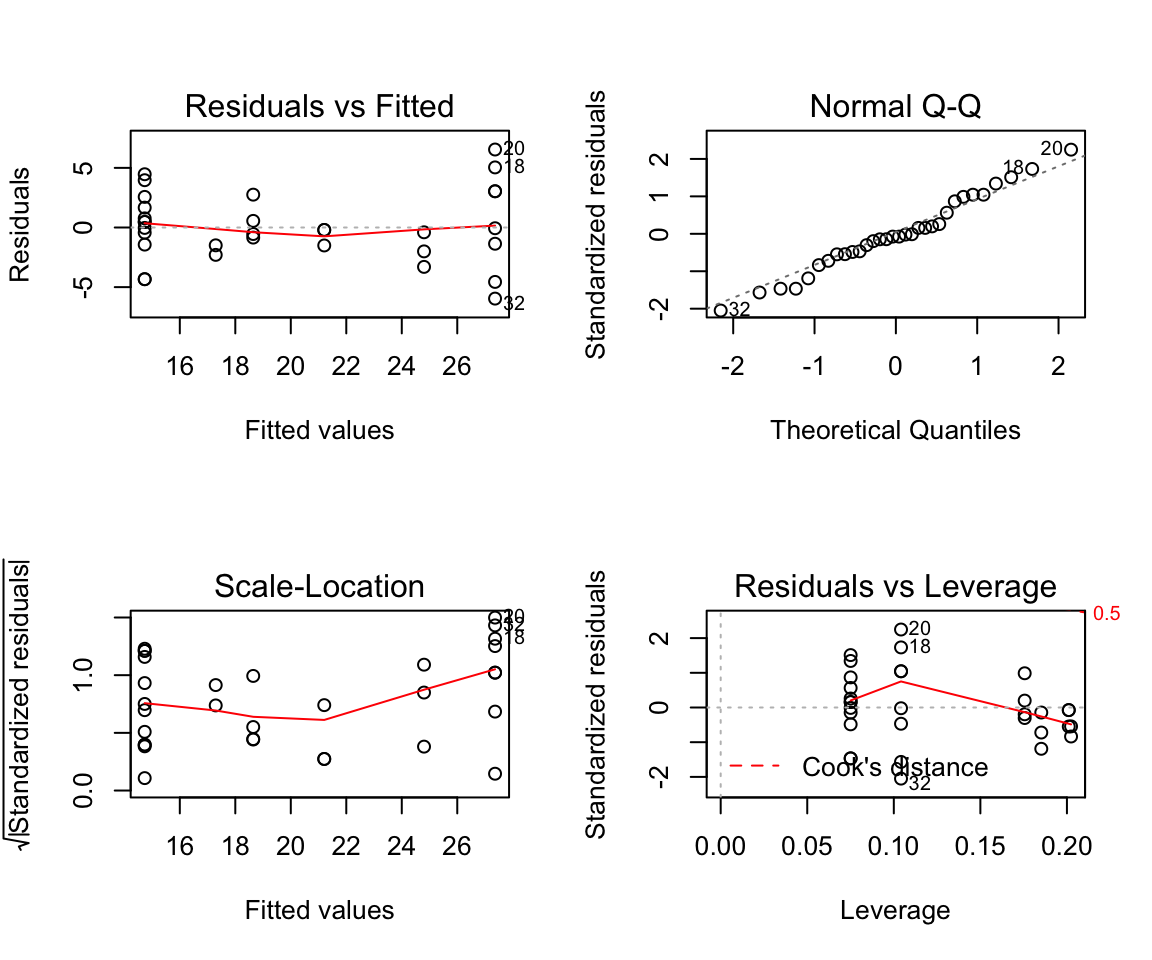 Residuals vs Fitted
Residuals
5
0
-5
20
18
32
16 18 20 22 24 26
Fitted values
Normal Q-Q
Standardized residuals
2
1
0
-2
20
18
32
-2 -1 0 1 2
Theoretical Quantiles
Scale-Location
√|Standardized residuals|
1.0
0.0
20
32
18
16 18 20 22 24 26
Fitted values
Residuals vs Leverage
Standardized residuals
2
0
-2
0.5
20
18
Cook's distance
32
0.00 0.05 0.10 0.15 0.20
Leverage